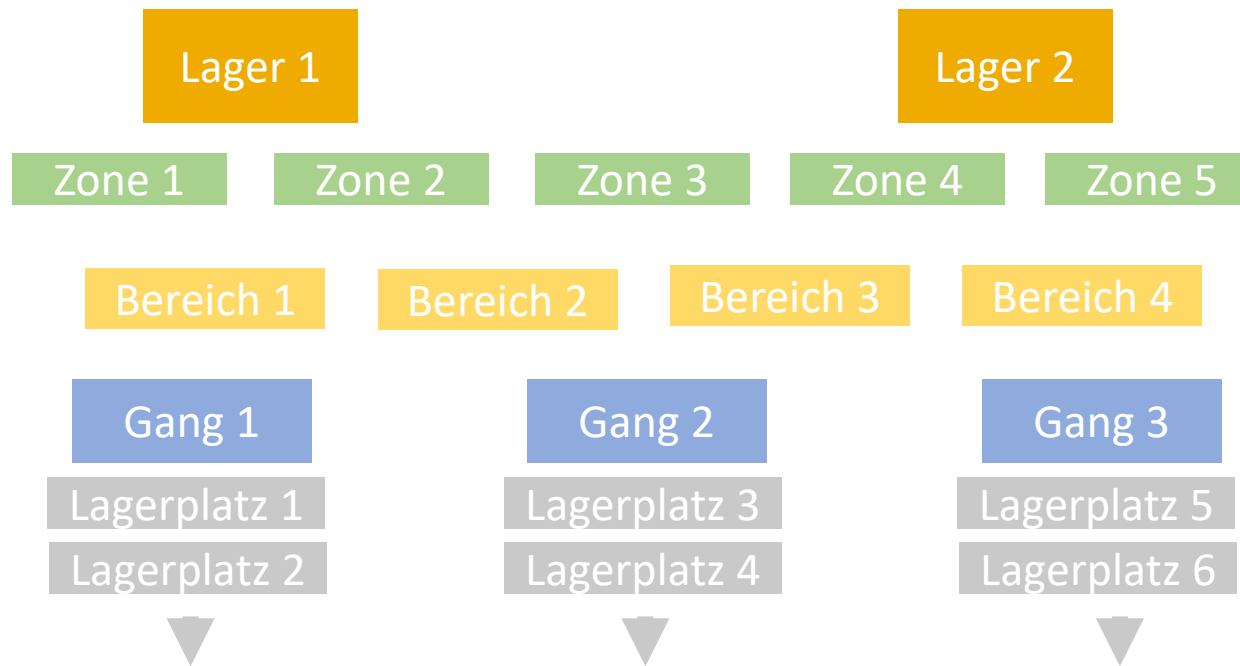 Lager 1
Lager 2
Zone 1
Zone 2
Zone 3
Zone 4
Zone 5
Bereich 1
Bereich 2
Bereich 3
Bereich 4
Gang 1
Gang 2
Gang 3
Lagerplatz 1
Lagerplatz 3
Lagerplatz 5
Lagerplatz 2
Lagerplatz 4
Lagerplatz 6